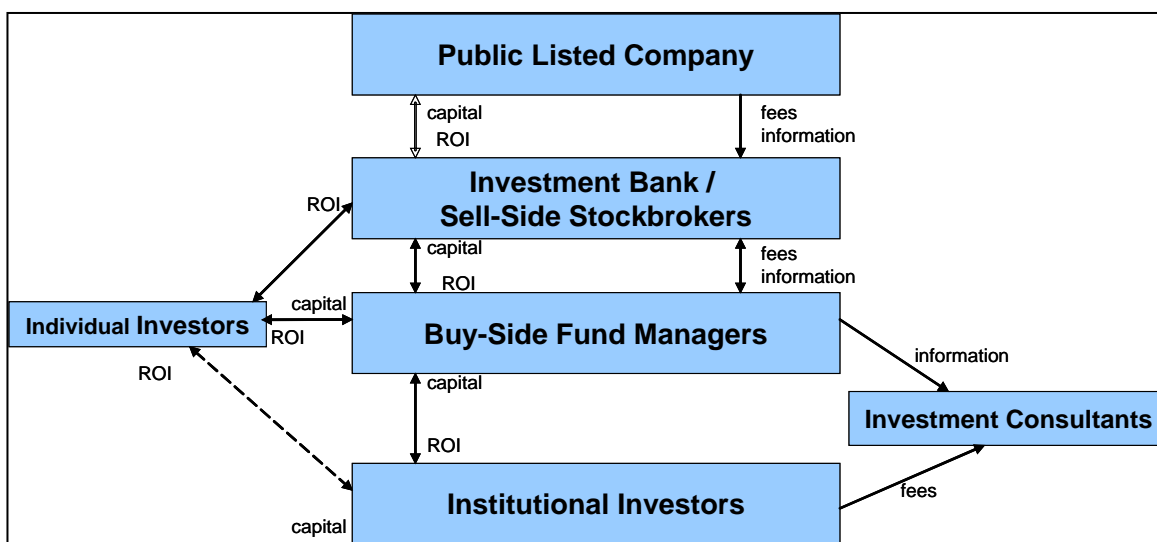 Public Listed Company
capital
ROI
fees
information
Investment Bank /
Sell-Side Stockbrokers
ROI
capital
ROI
fees
information
Individual Investors
capital
ROI
Buy-Side Fund Managers
ROI
capital
ROI
information
Investment Consultants
fees
Institutional Investors
capital